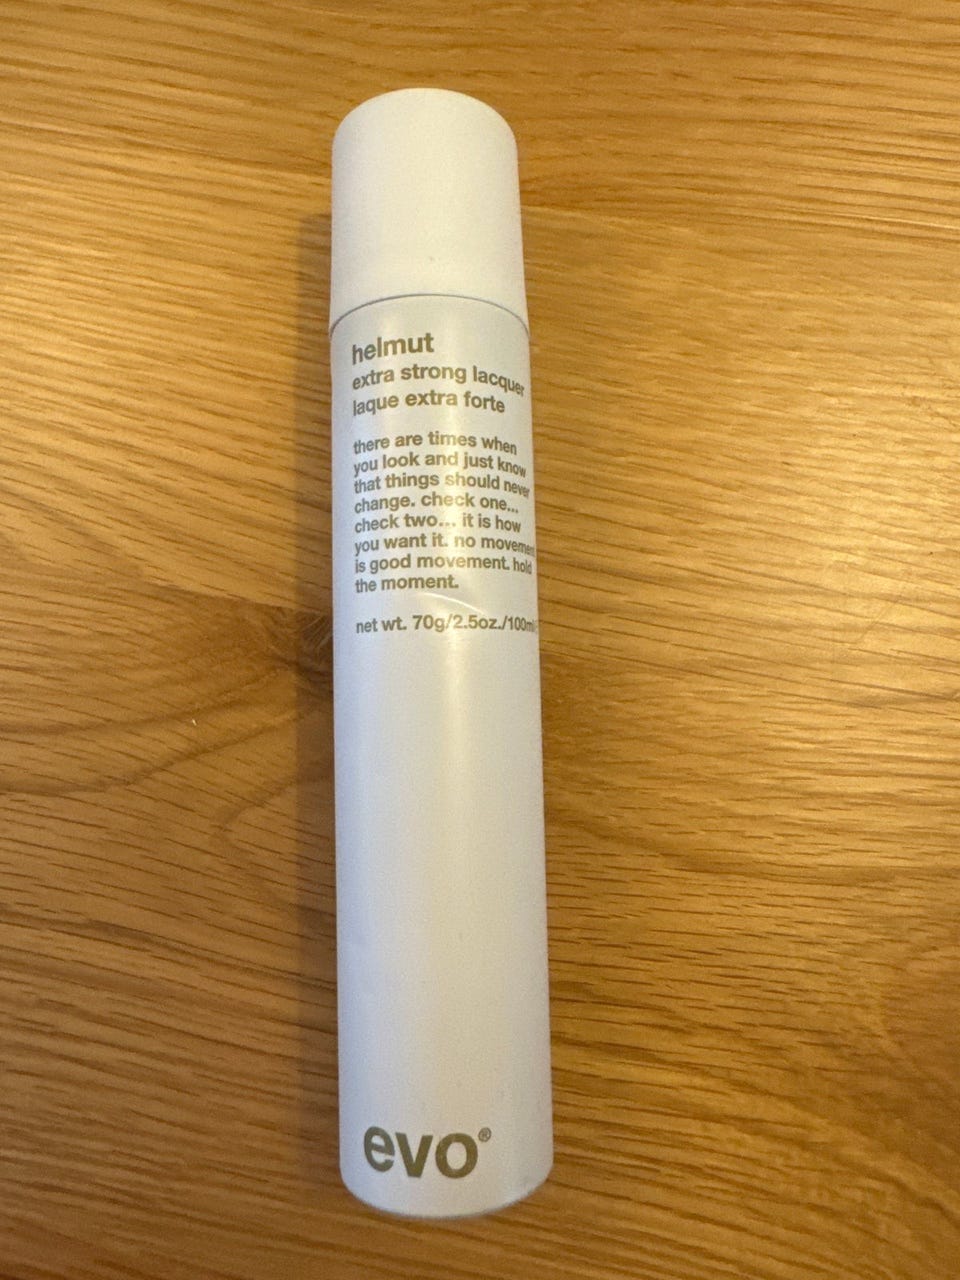 helmut
extra strong lacquer
laque extra forte
there are times when
you look and just know
that things should never
change. check one...
check two... it is how
you want it. no movement
is good movement. hold
the moment.
net wt. 70g/2.5oz./100ml
evo®